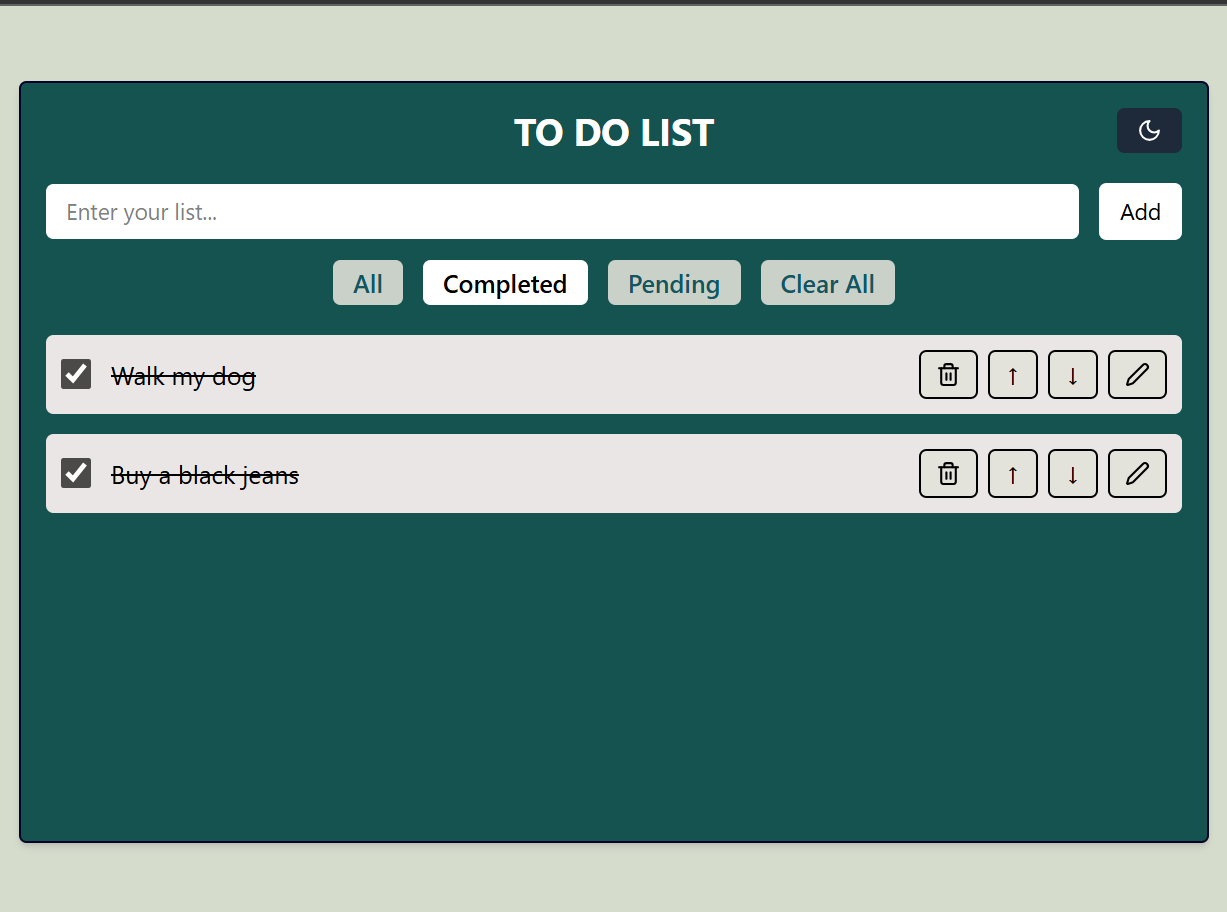 TO DO LIST
Enter your list...
Add
All Completed Pending Clear All
Walk my dog ↑ ↓
Buy a black jeans ↑ ↓